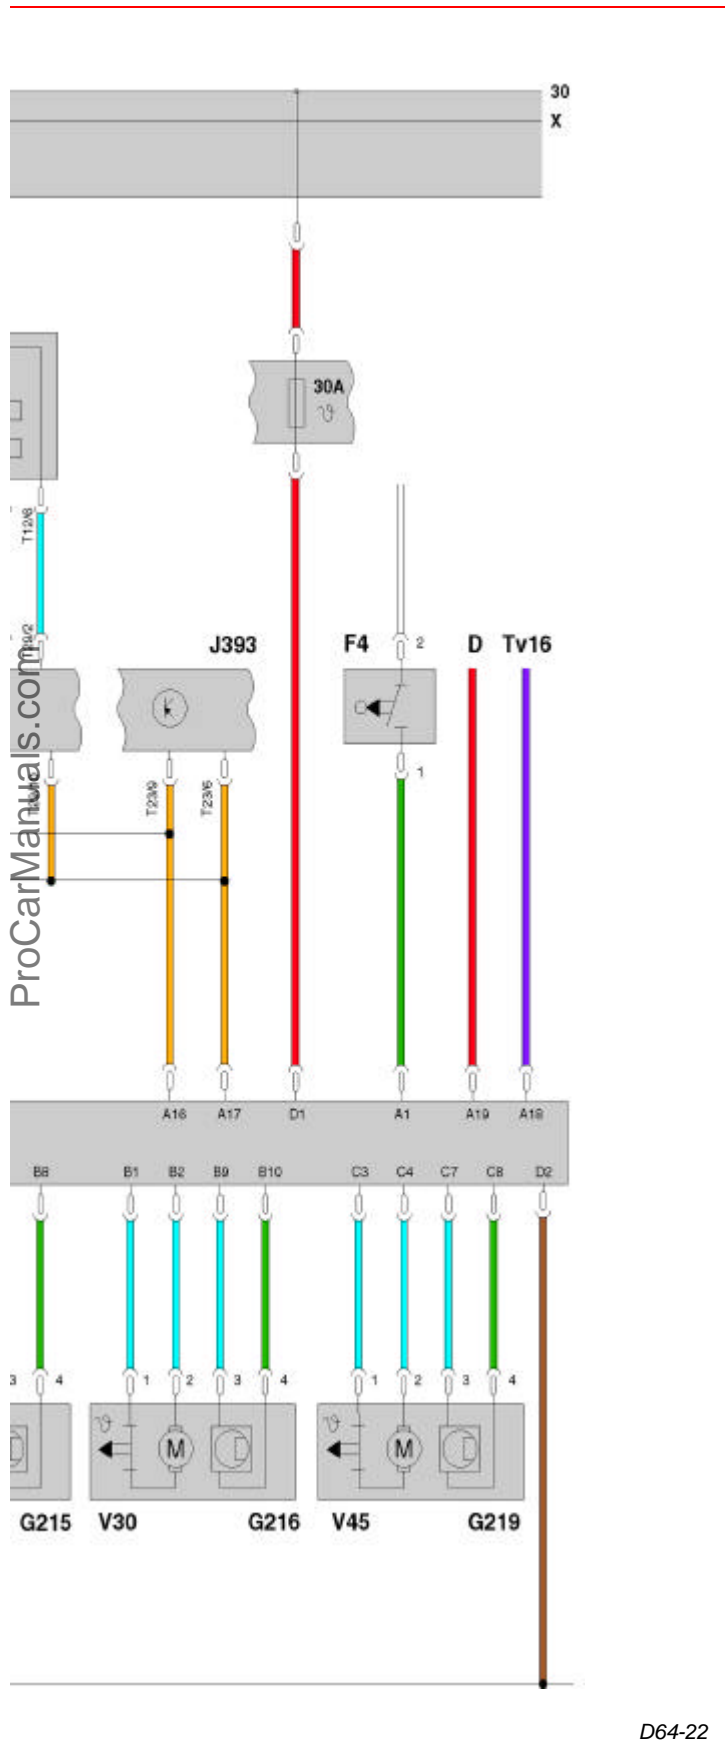 30
X
30A
T12/6
J393
F4
2
D
Tv16
1
T23/9
T23/6
ProCarManuals.com
A16 A17 D1 A1 A19 A18
B8 B1 B2 B9 B10 C3 C4 C7 C8 D2
3 4 1 2 3 4 1 2 3 4
M M
G215 V30 G216 V45 G219
D64-22